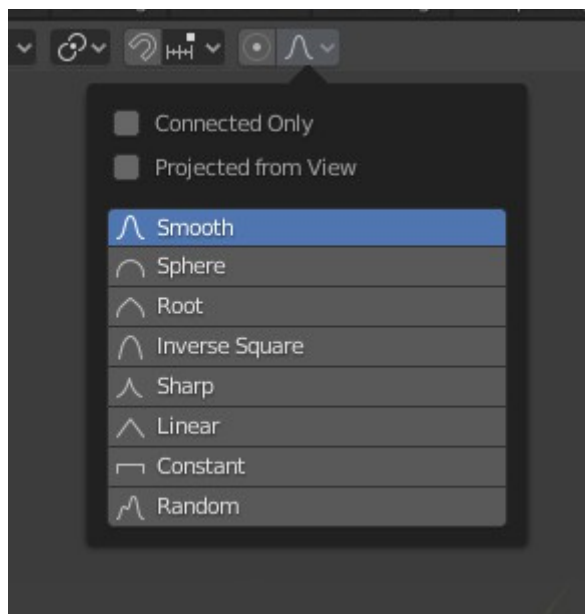 Connected Only
Projected from View
Smooth
Sphere
Root
Inverse Square
Sharp
Linear
Constant
Random